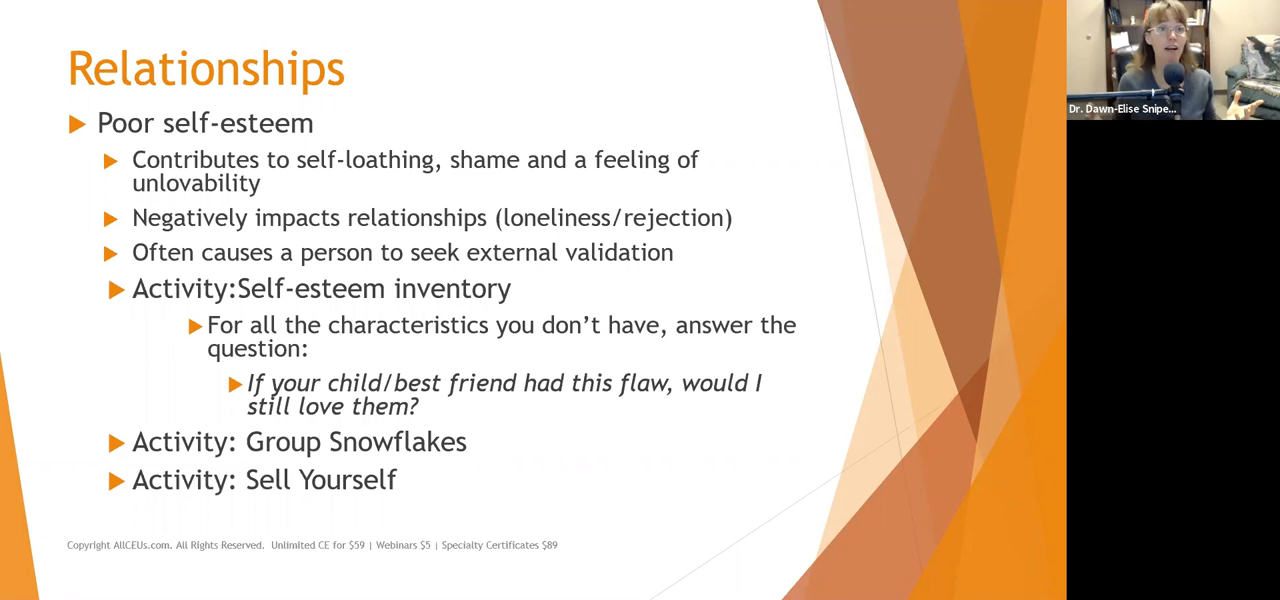 Relationships
Poor self-esteem
Contributes to self-loathing, shame and a feeling of
unlovability
Negatively impacts relationships (loneliness/rejection)
Often causes a person to seek external validation
Activity:Self-esteem inventory
For all the characteristics you don't have, answer the
question:
If your child/best friend had this flaw, would I
still love them?
Activity: Group Snowflakes
Activity: Sell Yourself
Copyright AllCEUs.com. All Rights Reserved. Unlimited CE for $59 | Webinars $5 | Specialty Certificates $89
Dr. Dawn-Elise Snipe...